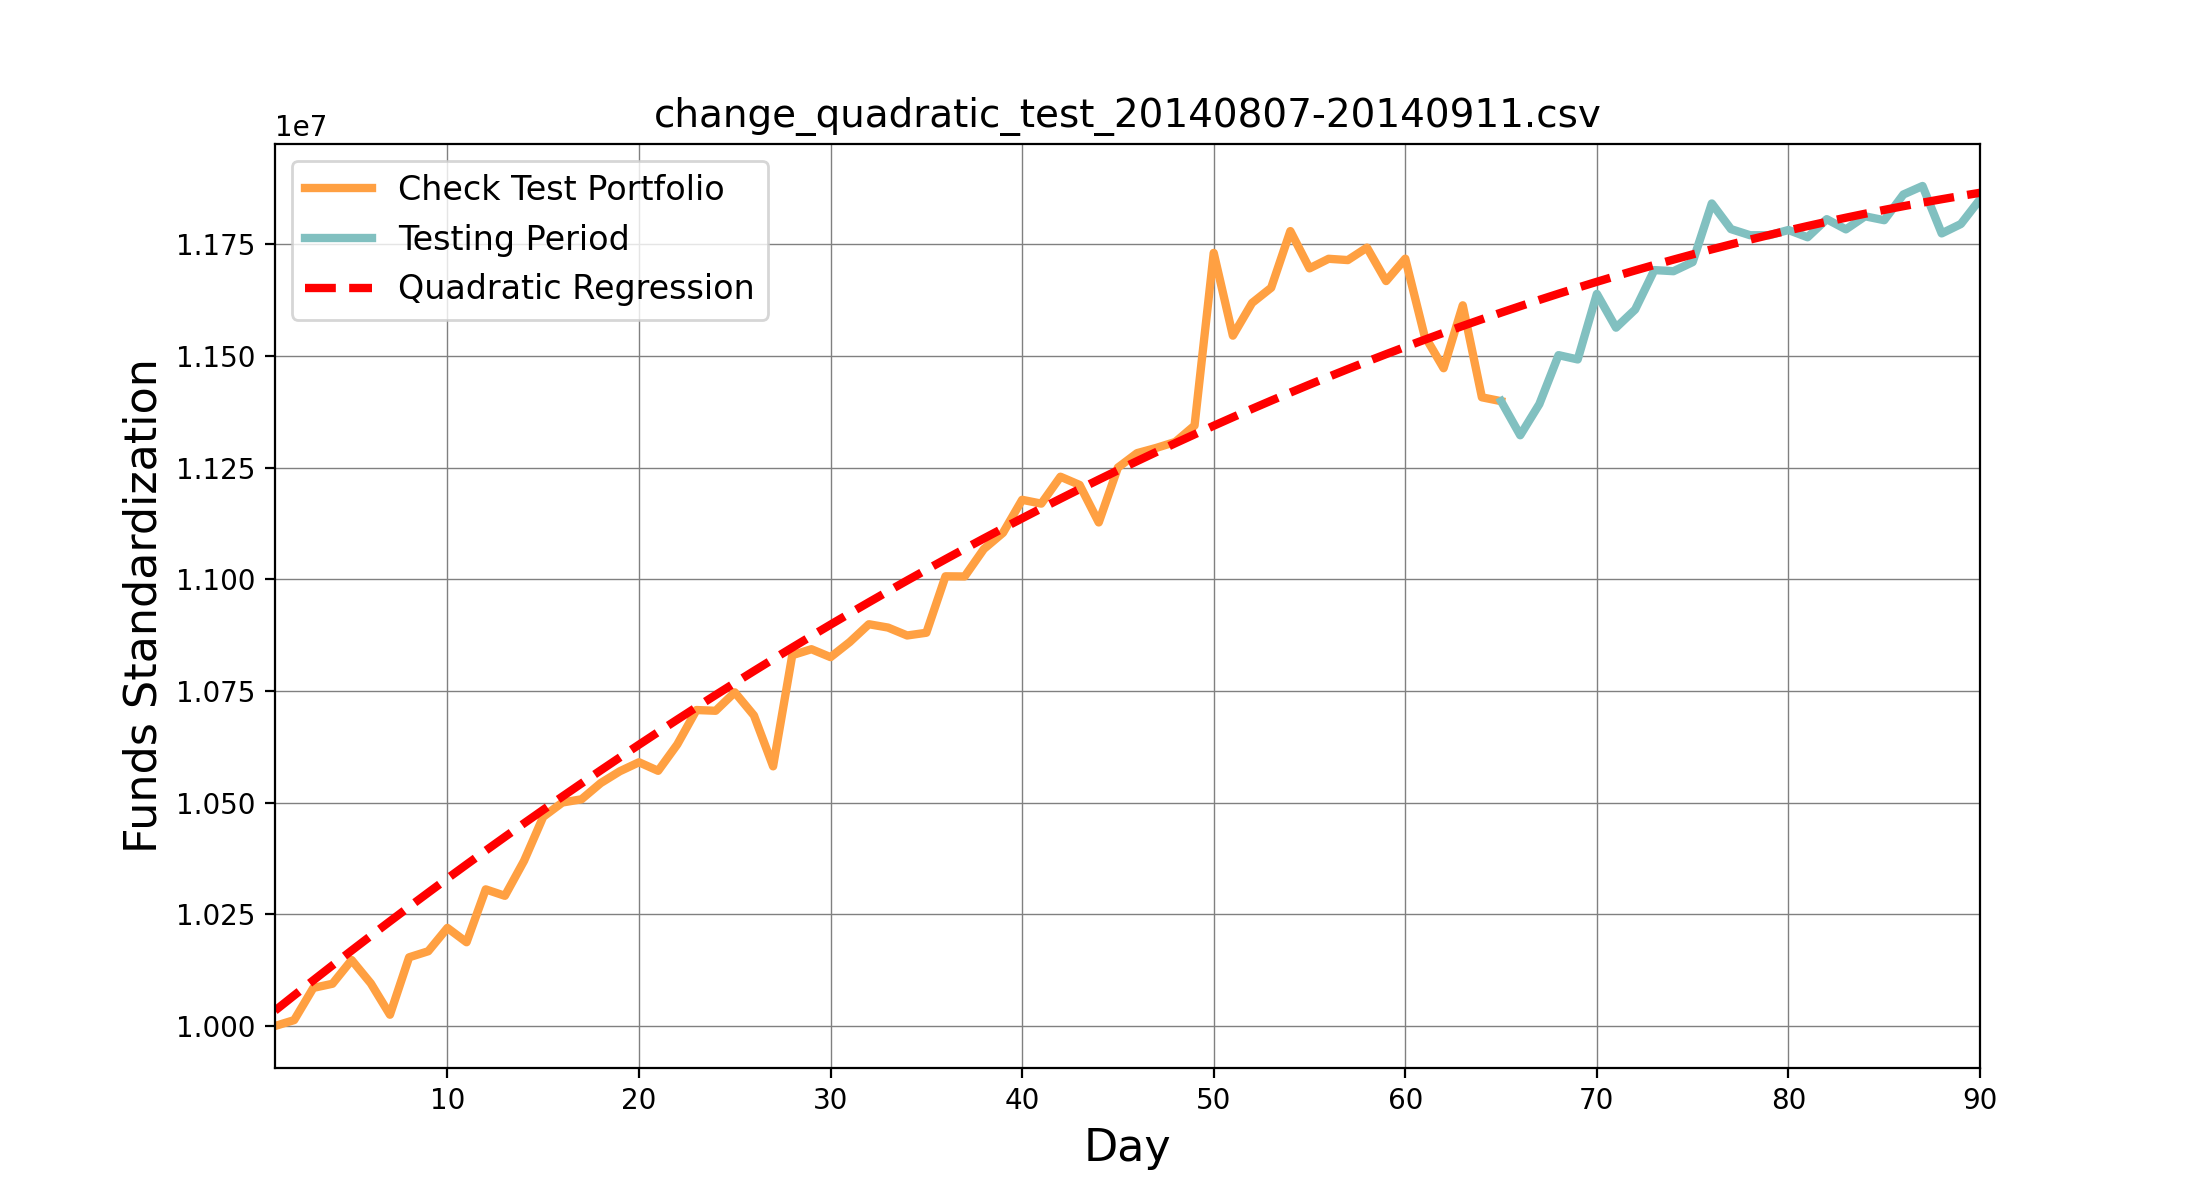 change_quadratic_test_20140807-20140911.csv
1e7
Check Test Portfolio
Testing Period
Quadratic Regression
1.175
1.150
1.125
1.100
1.075
1.050
1.025
1.000
Funds Standardization
10 20 30 40 50 60 70 80 90
Day